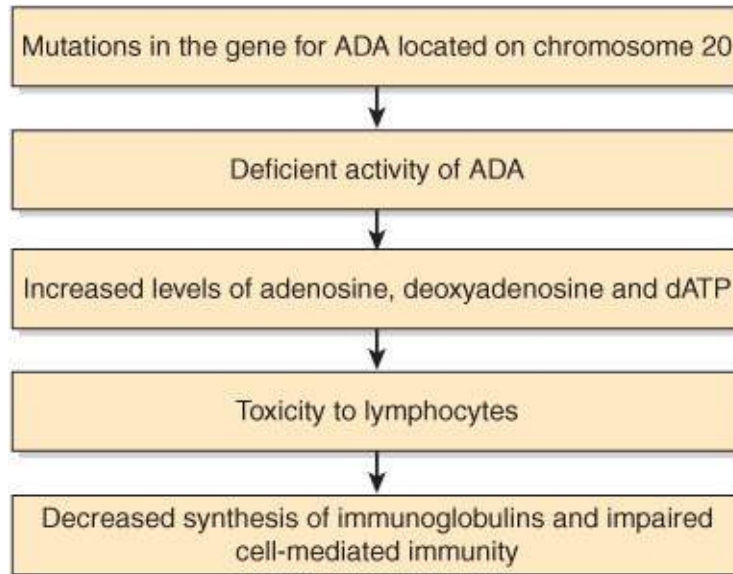 Mutations in the gene for ADA located on chromosome 20
Deficient activity of ADA
Increased levels of adenosine, deoxyadenosine and dATP
Toxicity to lymphocytes
Decreased synthesis of immunoglobulins and impaired
cell-mediated immunity